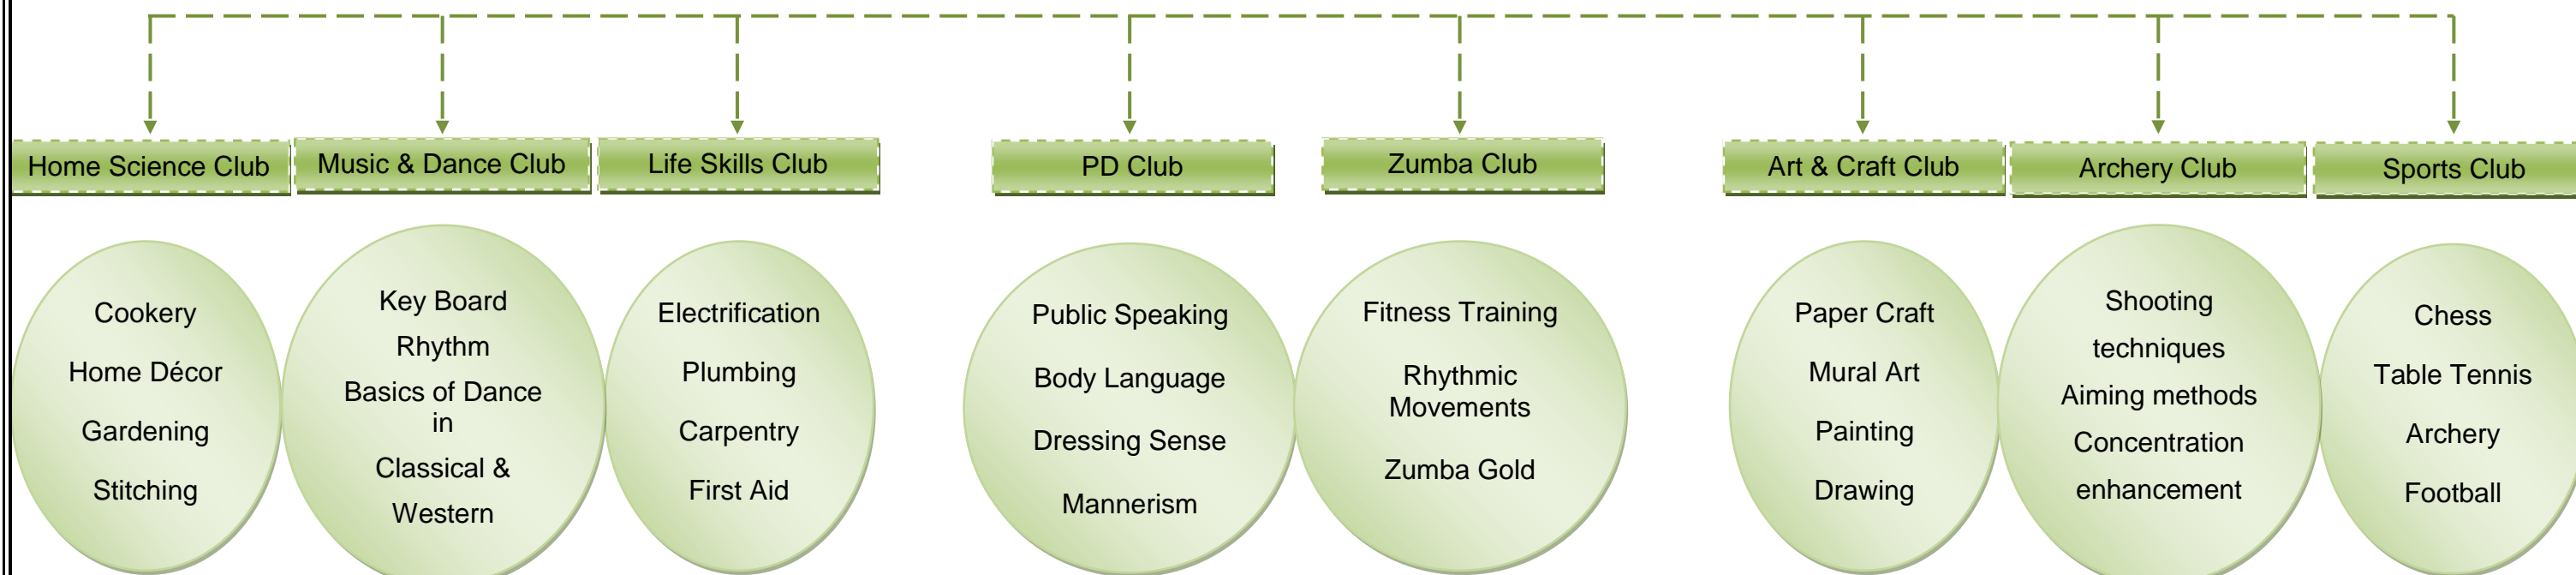 Home Science Club
Music & Dance Club
Life Skills Club
PD Club
Zumba Club
Art & Craft Club
Archery Club
Sports Club
Cookery
Home Décor
Gardening
Stitching
Key Board
Rhythm
Basics of Dance
in
Classical &
Western
Electrification
Plumbing
Carpentry
First Aid
Public Speaking
Body Language
Dressing Sense
Mannerism
Fitness Training
Rhythmic
Movements
Zumba Gold
Paper Craft
Mural Art
Painting
Drawing
Shooting
techniques
Aiming methods
Concentration
enhancement
Chess
Table Tennis
Archery
Football